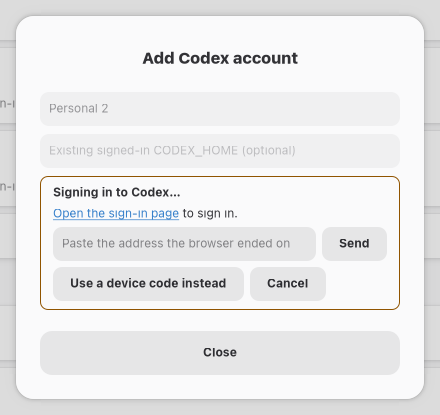 Add Codex account
Personal 2
Existing signed-in CODEX_HOME (optional)
Signing in to Codex...
Open the sign-in page to sign in.
Paste the address the browser ended on
Send
Use a device code instead
Cancel
Close